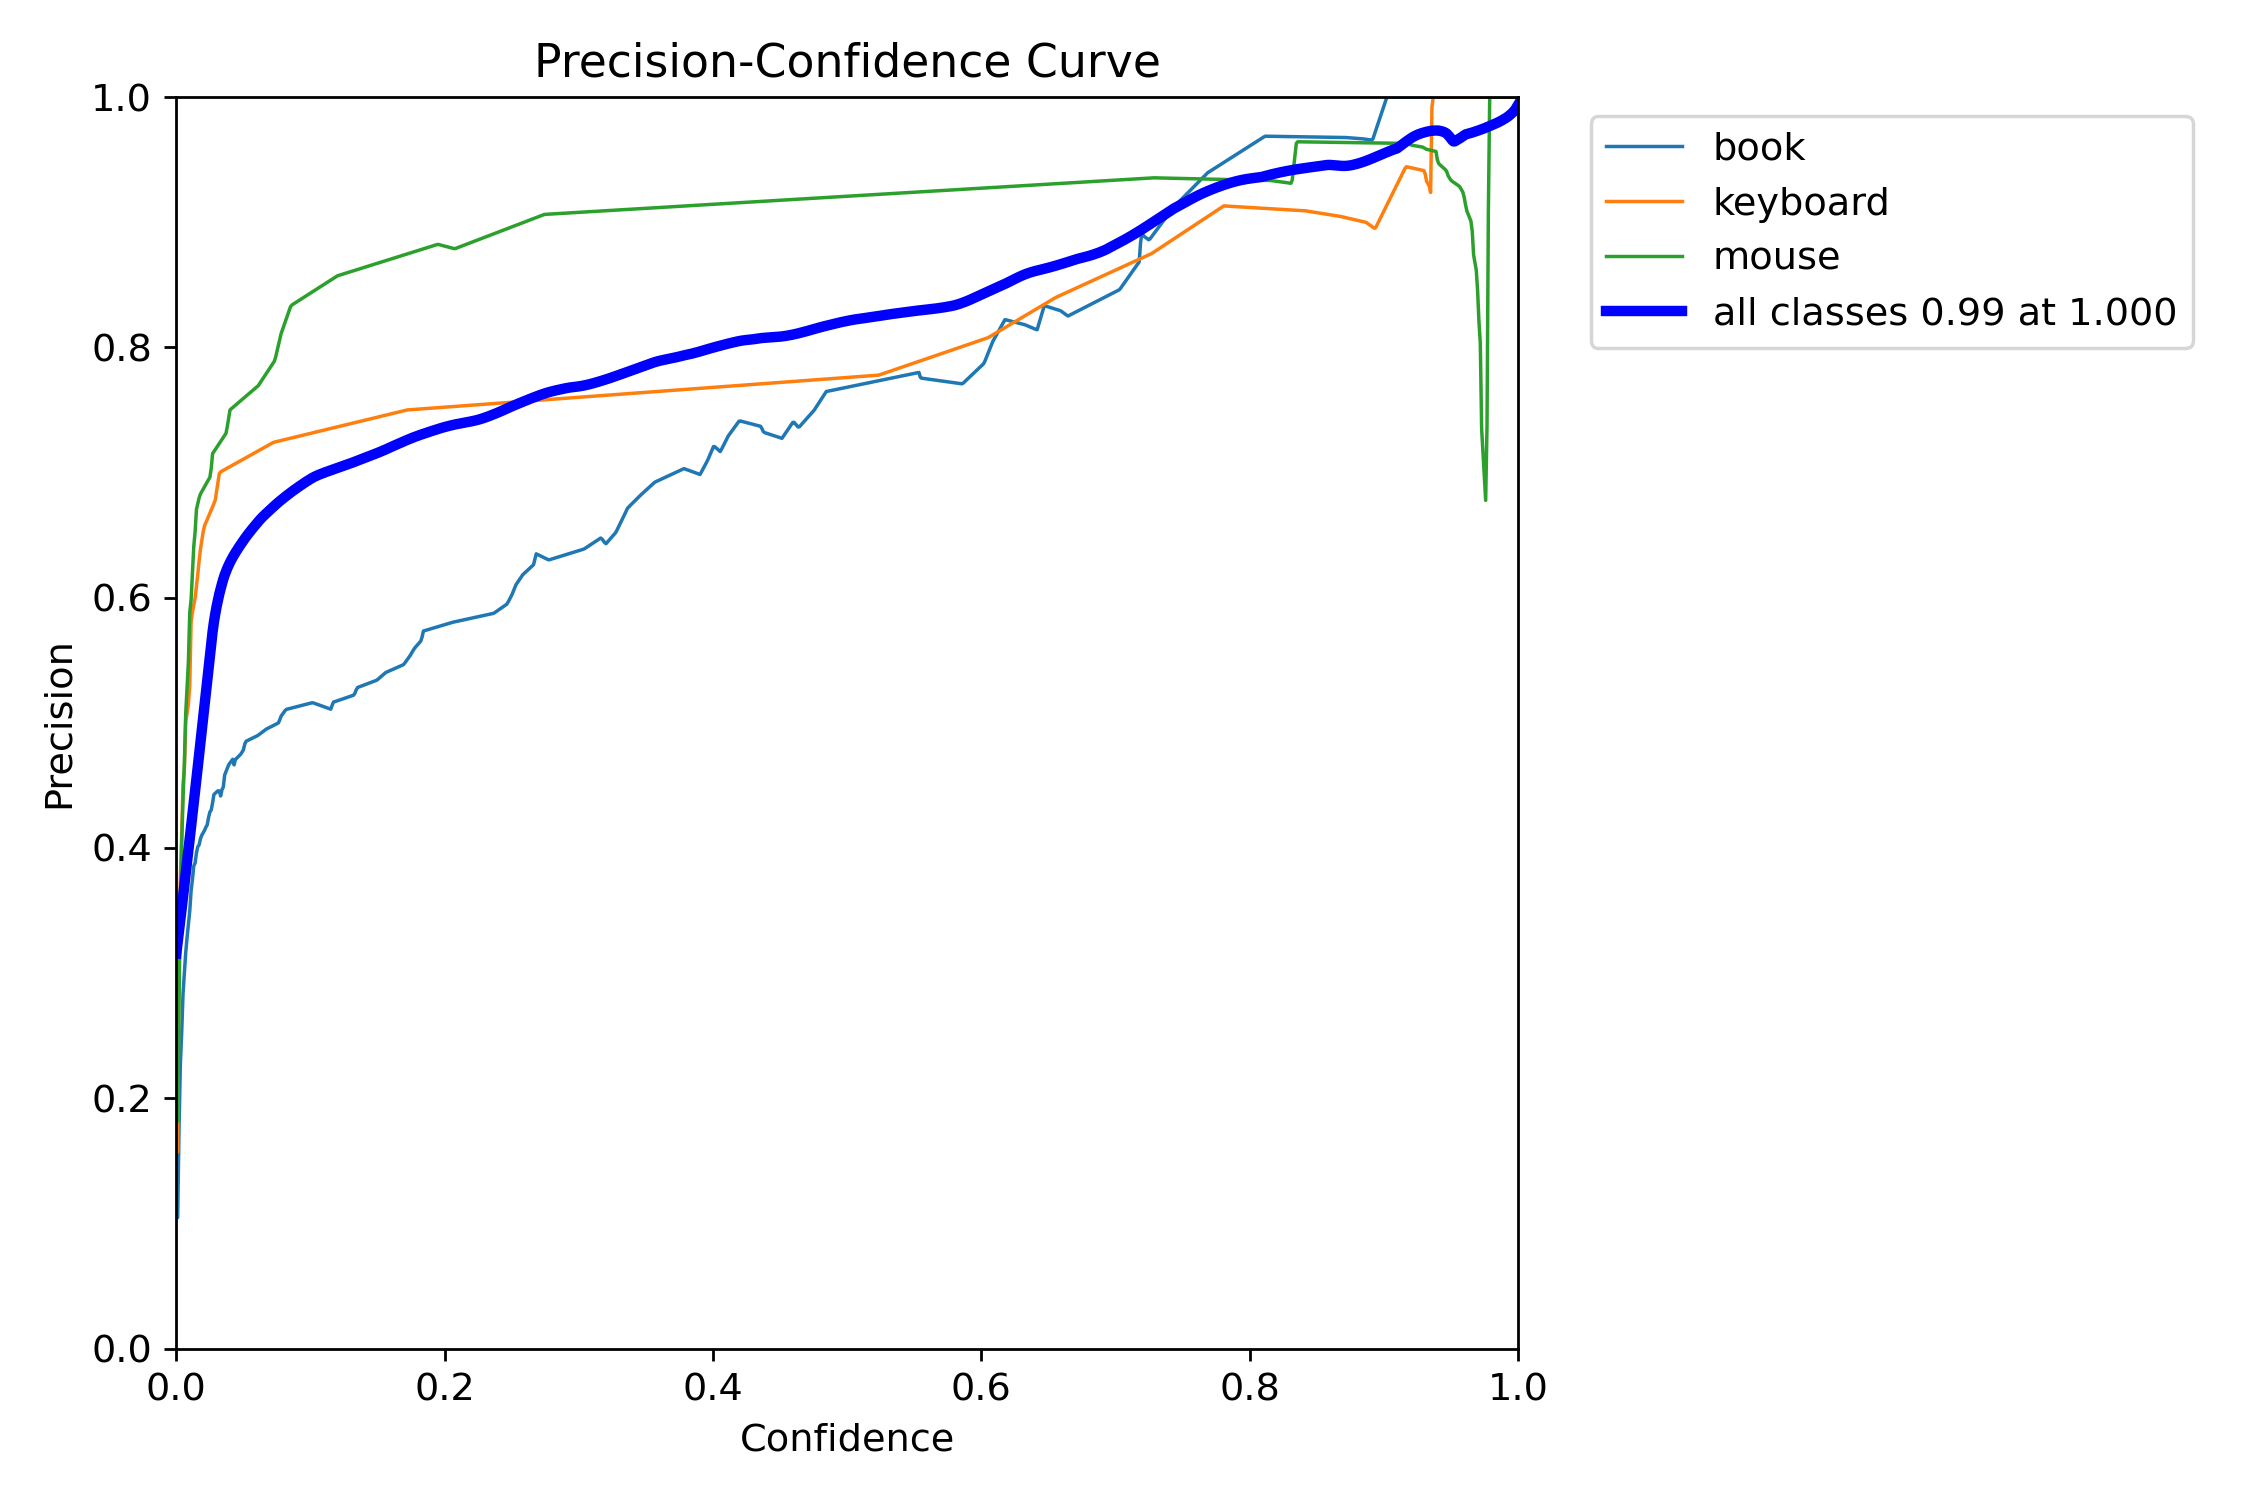 Precision-Confidence Curve
1.0
0.8
0.6
0.4
0.2
0.0
Precision
0.0 0.2 0.4 0.6 0.8 1.0
Confidence
book
keyboard
mouse
all classes 0.99 at 1.000